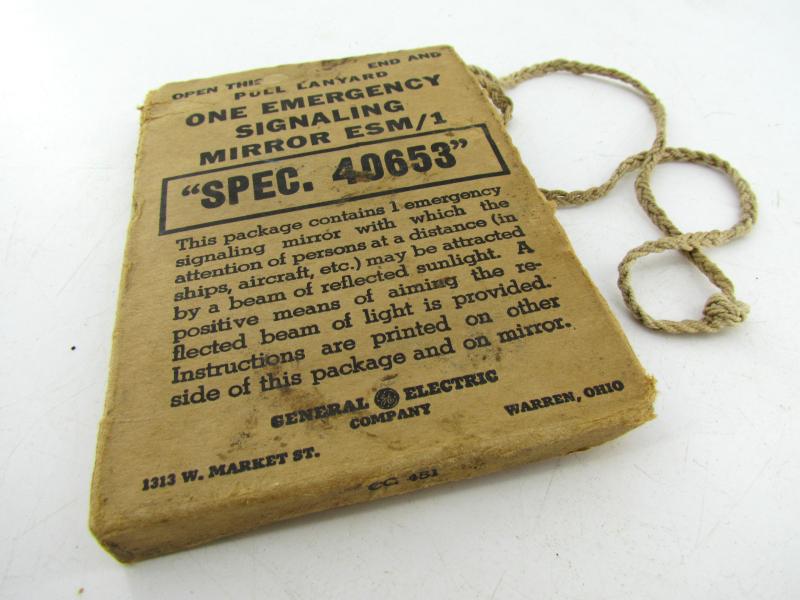 OPEN THIS END AND
PULL LANYARD
ONE EMERGENCY
SIGNALING
MIRROR ESM/1
“SPEC. 40653”
This package contains 1 emergency
signaling mirror with which the
attention of persons at a distance (in
ships, aircraft, etc.) may be attracted
by a beam of reflected sunlight. A
positive means of aiming the re-
flected beam of light is provided.
Instructions are printed on other
side of this package and on mirror.
GENERAL GE ELECTRIC
COMPANY
1313 W. MARKET ST. WARREN, OHIO
CC 451